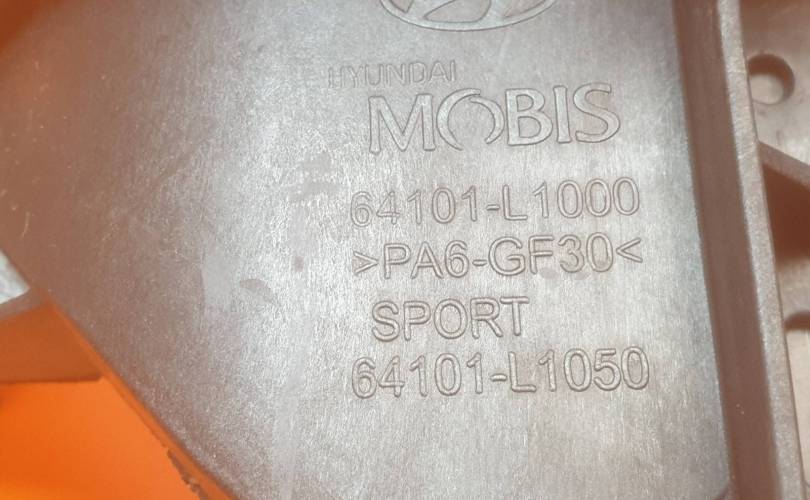 HYUNDAI
MOBIS
64101-L1000
>PA6-GF30<
SPORT
64101-L1050